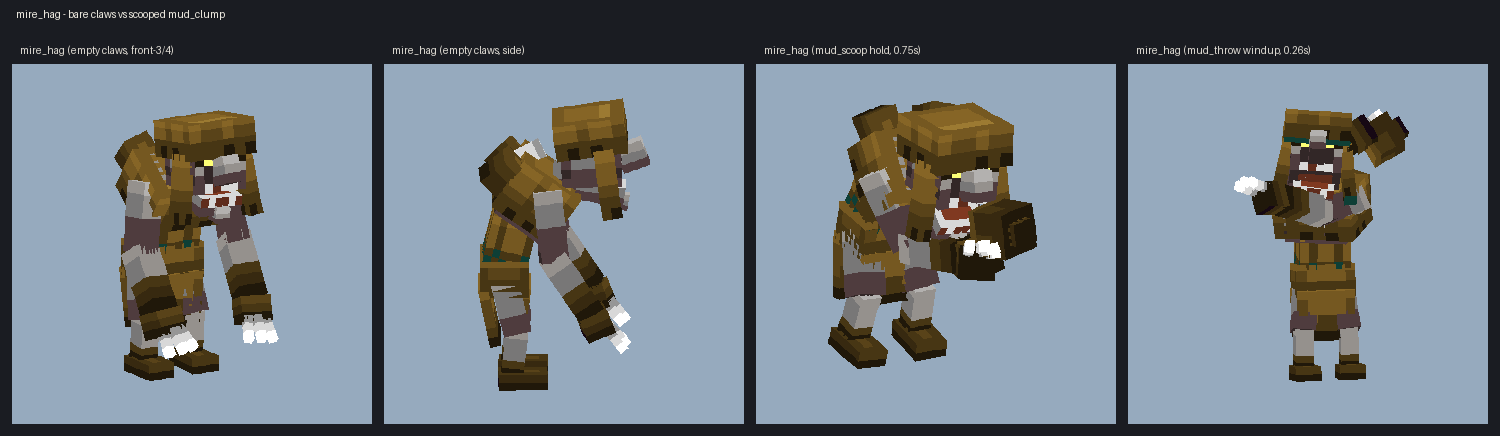 mire_hag - bare claws vs scooped mud_clump
mire_hag (empty claws, front-3/4)
mire_hag (empty claws, side)
mire_hag (mud_scoop hold, 0.75s)
mire_hag (mud_throw windup, 0.26s)